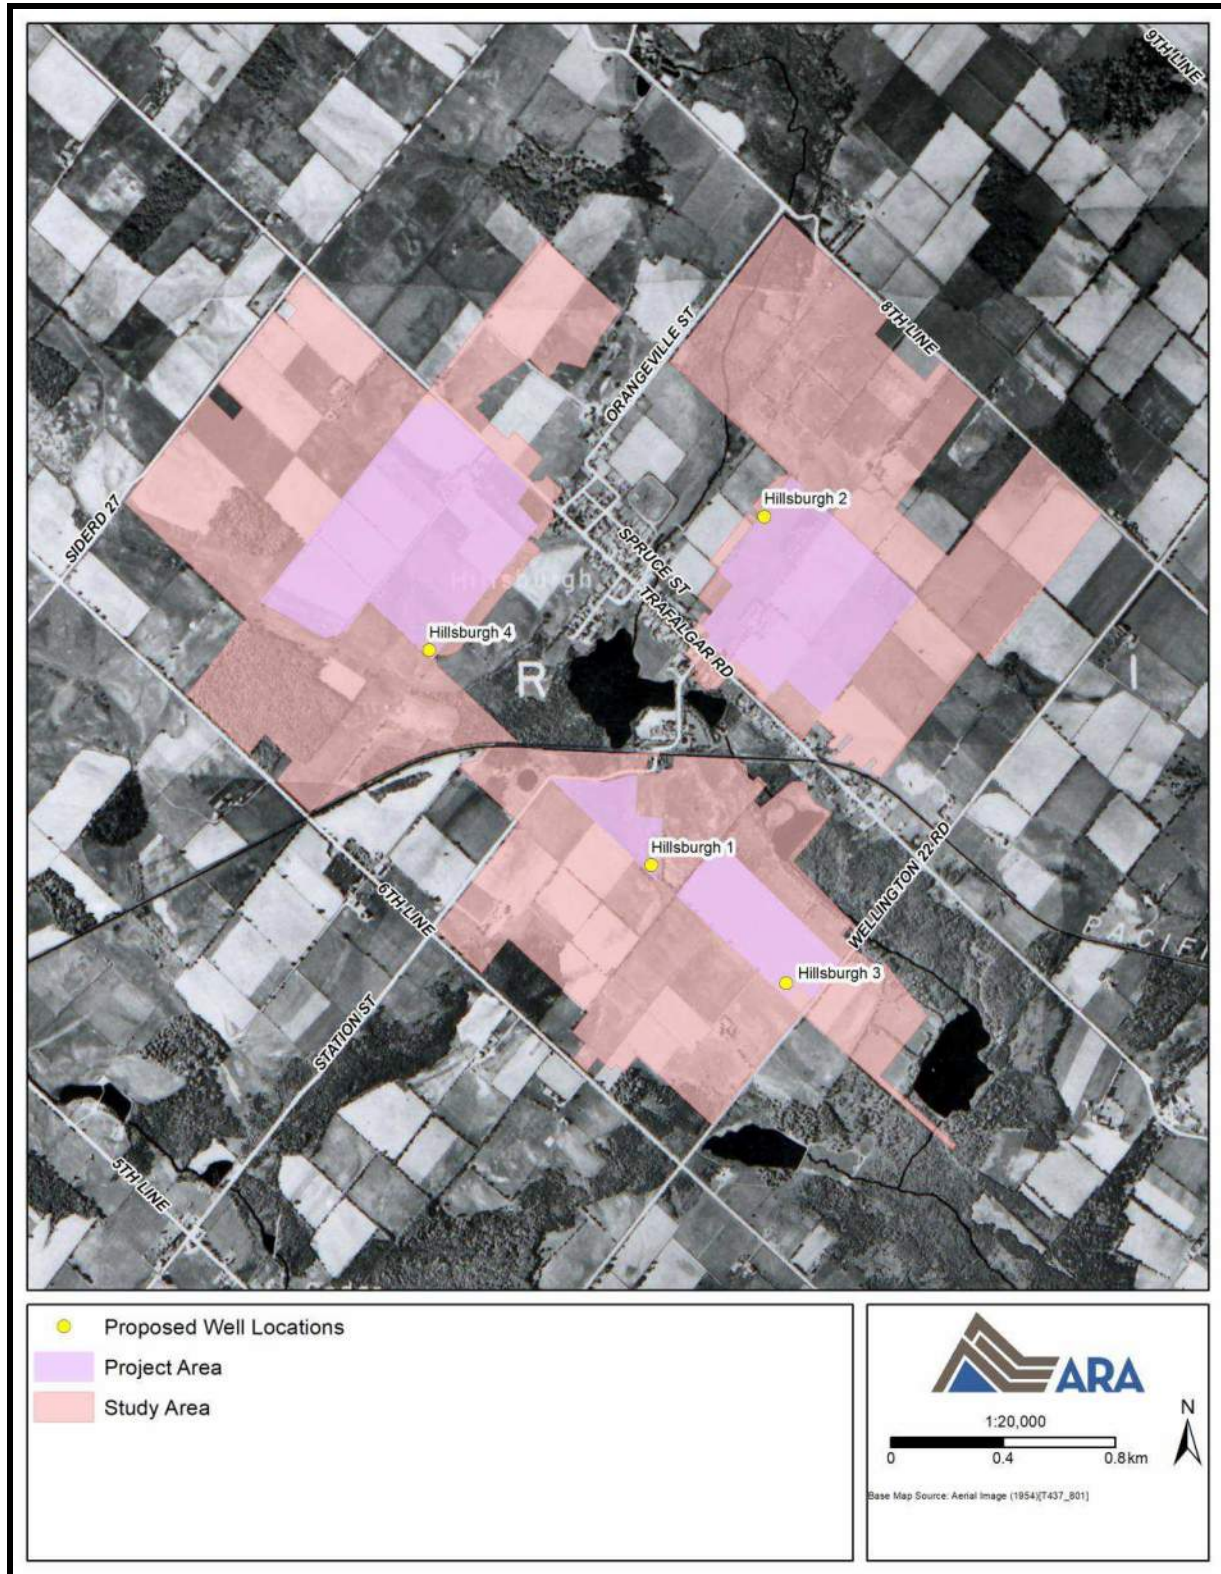 9TH LINE
8TH LINE
ORANGEVILLE ST
SIDERD 27
Hillsburgh 2
SPRUCE ST
Hillsburgh
TRAFALGAR RD
Hillsburgh 4
R
I
Hillsburgh 1
6TH LINE
WELLINGTON 22 RD
PACIFI
Hillsburgh 3
STATION ST
5TH LINE
Proposed Well Locations
Project Area
Study Area
ARA
1:20,000
N
0 0.4 0.8 km
Base Map Source: Aerial Image (1954)[T437_801]